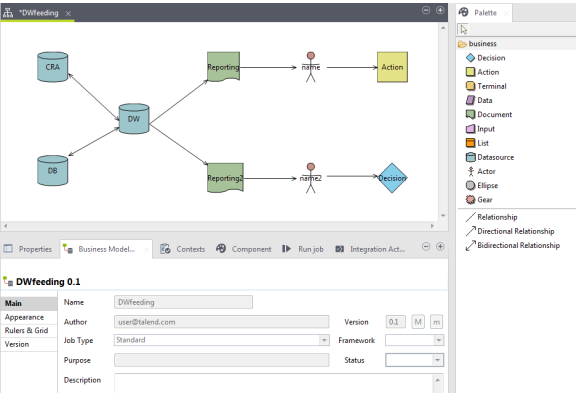 *DWfeeding
Palette
business
Decision
Action
Terminal
Data
Document
Input
List
Datasource
Actor
Ellipse
Gear
Relationship
Directional Relationship
Bidirectional Relationship
CRA
Reporting
name
Action
DW
DB
Reporting2
name2
Decision
Properties
Business Model...
Contexts
Component
Run job
Integration Act...
DWfeeding 0.1
Main
Appearance
Rulers & Grid
Version
Name DWfeeding
Author user@talend.com Version 0.1 M m
Job Type Standard Framework
Purpose Status
Description